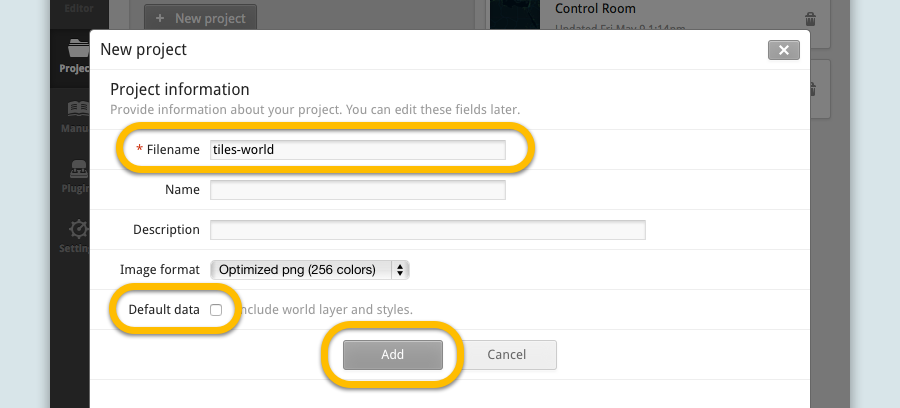 Editor
+ New project
Control Room
Updated Fri May 9 1:14pm
New project
Projec
Project information
Provide information about your project. You can edit these fields later.
Manu
* Filename tiles-world
Name
Plugin
Description
Settin
Image format Optimized png (256 colors)
Default data nclude world layer and styles.
Add Cancel